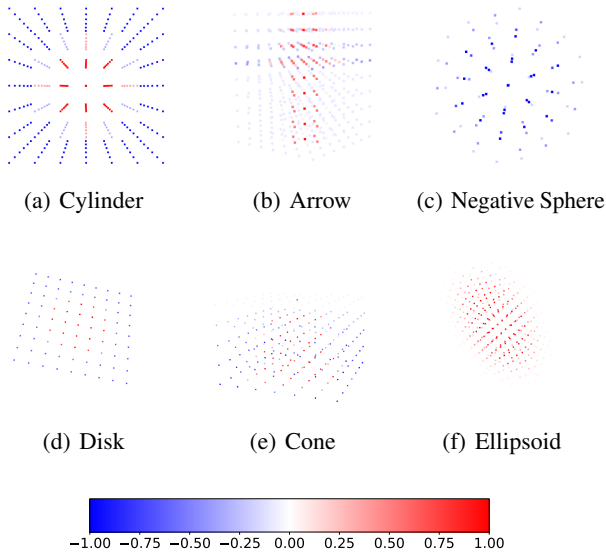 (a) Cylinder
(b) Arrow
(c) Negative Sphere
(d) Disk
(e) Cone
(f) Ellipsoid
−1.00 −0.75 −0.50 −0.25 0.00 0.25 0.50 0.75 1.00